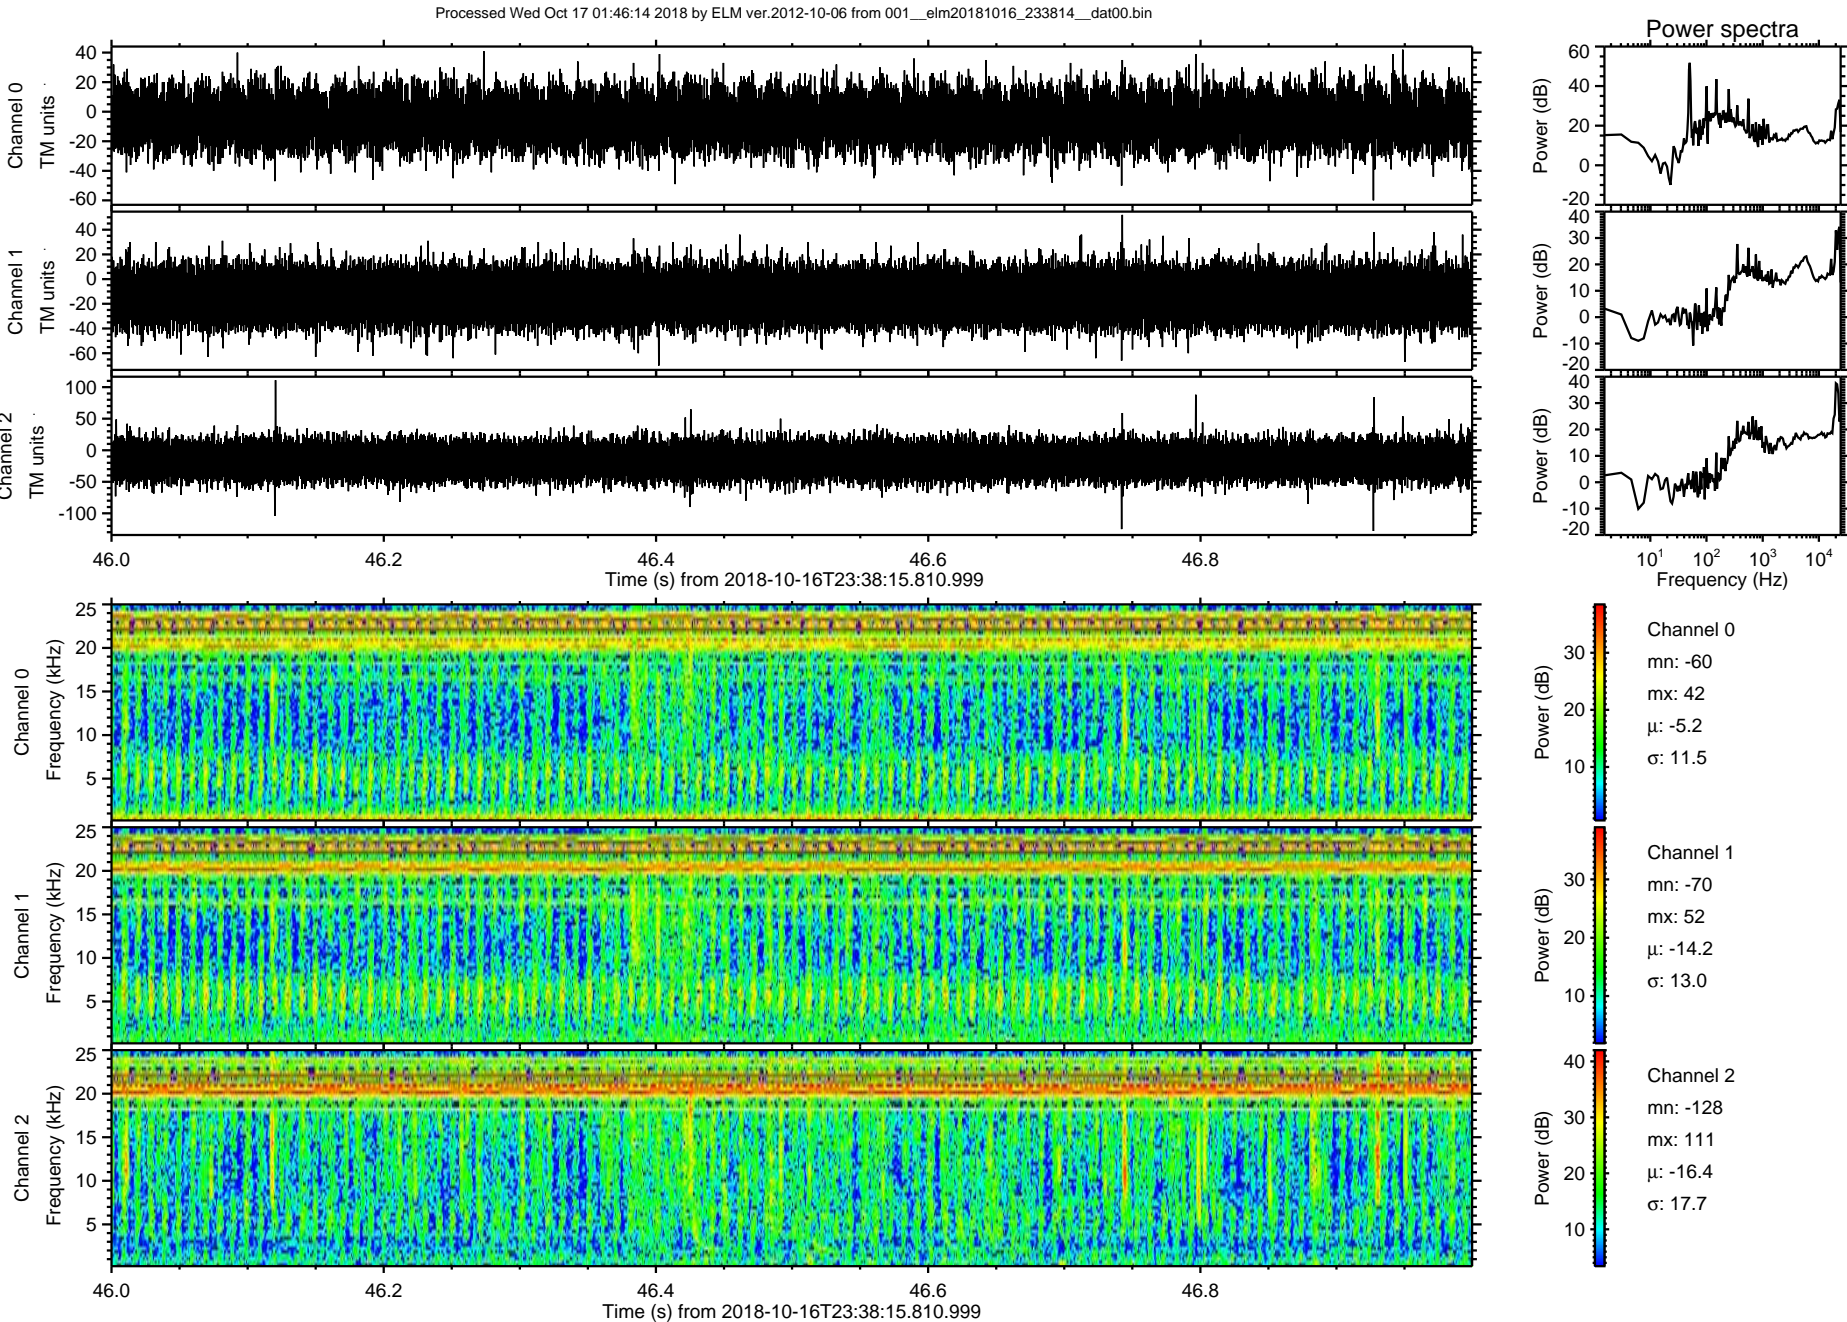 Processed Wed Oct 17 01:46:14 2018 by ELM ver.2012-10-06 from 001__elm20181016_233814__dat00.bin
Power spectra
Channel 0
TM units
40
20
0
-20
-40
-60
Power (dB)
60
40
20
0
-20
Channel 1
TM units
40
20
0
-20
-40
-60
Power (dB)
40
30
20
10
0
-10
-20
Channel 2
TM units
100
50
0
-50
-100
Power (dB)
40
30
20
10
0
-10
-20
46.0 46.2 46.4 46.6 46.8
Time (s) from 2018-10-16T23:38:15.810.999
10^1 10^2 10^3 10^4
Frequency (Hz)
Channel 0
Frequency (kHz)
25
20
15
10
5
Power (dB)
30
20
10
Channel 0
mn: -60
mx: 42
μ: -5.2
σ: 11.5
Channel 1
Frequency (kHz)
25
20
15
10
5
Power (dB)
30
20
10
Channel 1
mn: -70
mx: 52
μ: -14.2
σ: 13.0
Channel 2
Frequency (kHz)
25
20
15
10
5
Power (dB)
40
30
20
10
Channel 2
mn: -128
mx: 111
μ: -16.4
σ: 17.7
46.0 46.2 46.4 46.6 46.8
Time (s) from 2018-10-16T23:38:15.810.999